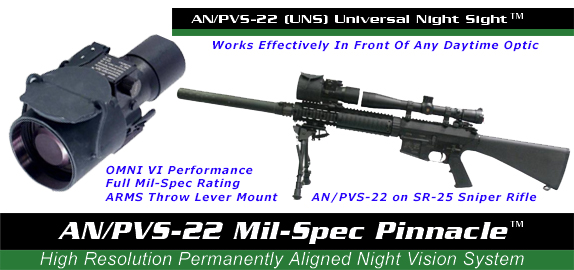 AN/PVS-22 (UNS) Universal Night Sight™
Works Effectively In Front Of Any Daytime Optic
OMNI VI Performance
Full Mil-Spec Rating
ARMS Throw Lever Mount
AN/PVS-22 on SR-25 Sniper Rifle
AN/PVS-22 Mil-Spec Pinnacle™
High Resolution Permanently Aligned Night Vision System